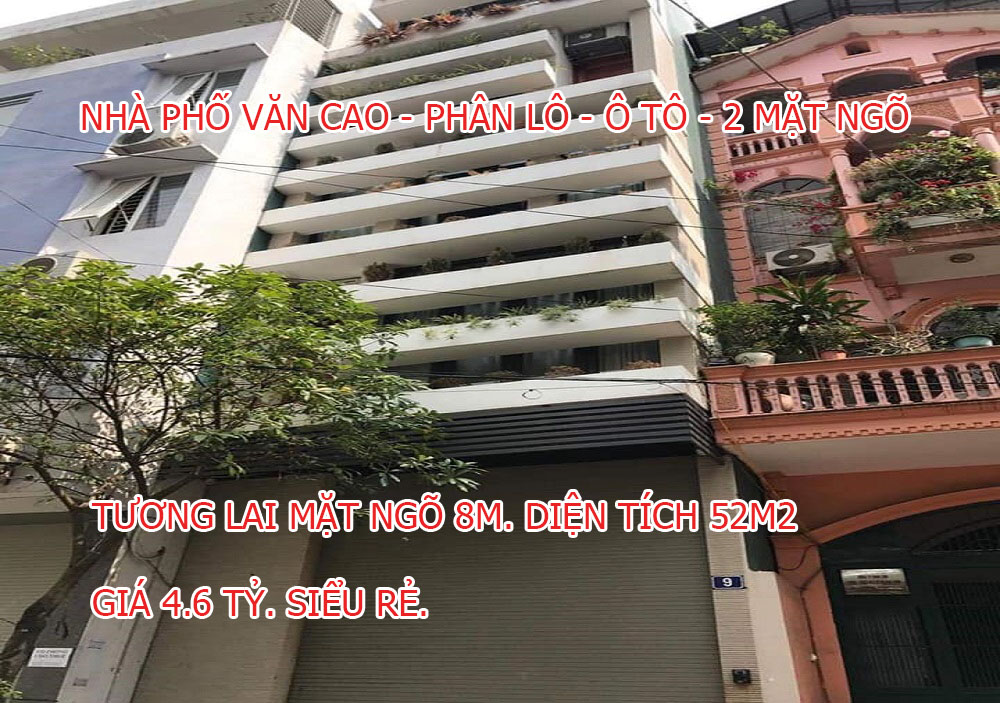 NHÀ PHỐ VĂN CAO - PHÂN LÔ - Ô TÔ - 2 MẶT NGÕ
TƯƠNG LAI MẶT NGÕ 8M. DIỆN TÍCH 52M2
GIÁ 4.6 TỶ. SIỂU RẺ.
9